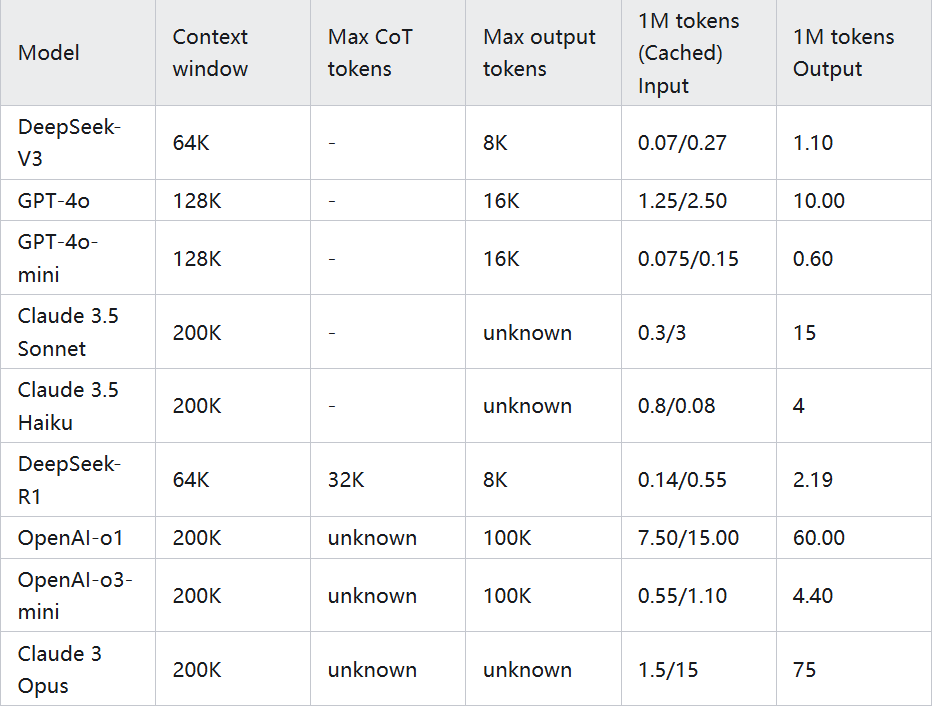 Model
Context
window
Max CoT
tokens
Max output
tokens
1M tokens
(Cached)
Input
1M tokens
Output
DeepSeek-
V3
64K
-
8K
0.07/0.27
1.10
GPT-4o
128K
-
16K
1.25/2.50
10.00
GPT-4o-
mini
128K
-
16K
0.075/0.15
0.60
Claude 3.5
Sonnet
200K
-
unknown
0.3/3
15
Claude 3.5
Haiku
200K
-
unknown
0.8/0.08
4
DeepSeek-
R1
64K
32K
8K
0.14/0.55
2.19
OpenAI-o1
200K
unknown
100K
7.50/15.00
60.00
OpenAI-o3-
mini
200K
unknown
100K
0.55/1.10
4.40
Claude 3
Opus
200K
unknown
unknown
1.5/15
75